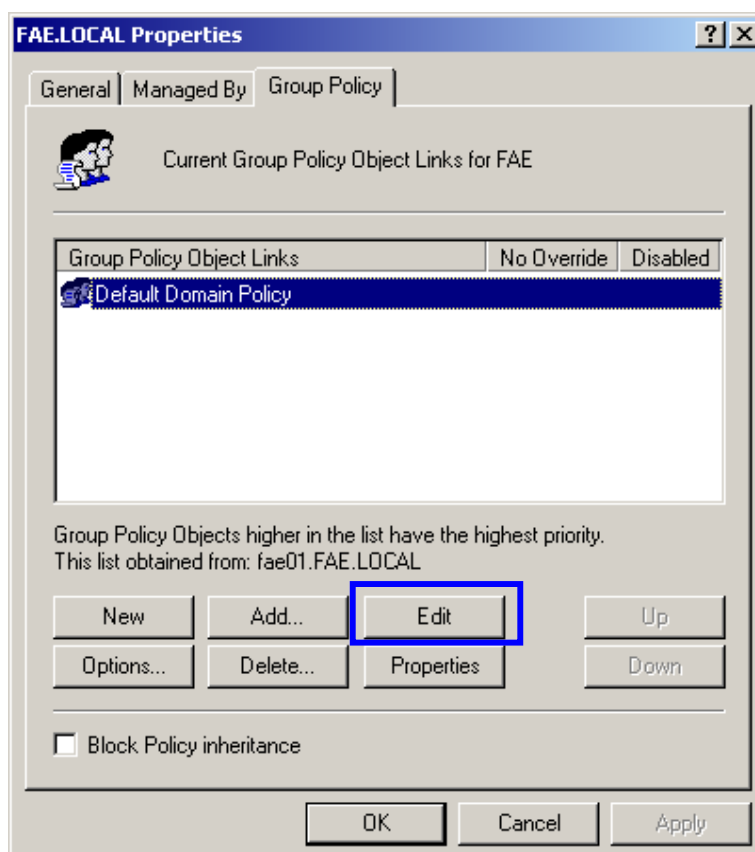 FAE.LOCAL Properties
General Managed By Group Policy
Current Group Policy Object Links for FAE
Group Policy Object Links No Override Disabled
Default Domain Policy
Group Policy Objects higher in the list have the highest priority.
This list obtained from: fae01.FAE.LOCAL
New Add... Edit Up
Options... Delete... Properties Down
Block Policy inheritance
OK Cancel Apply